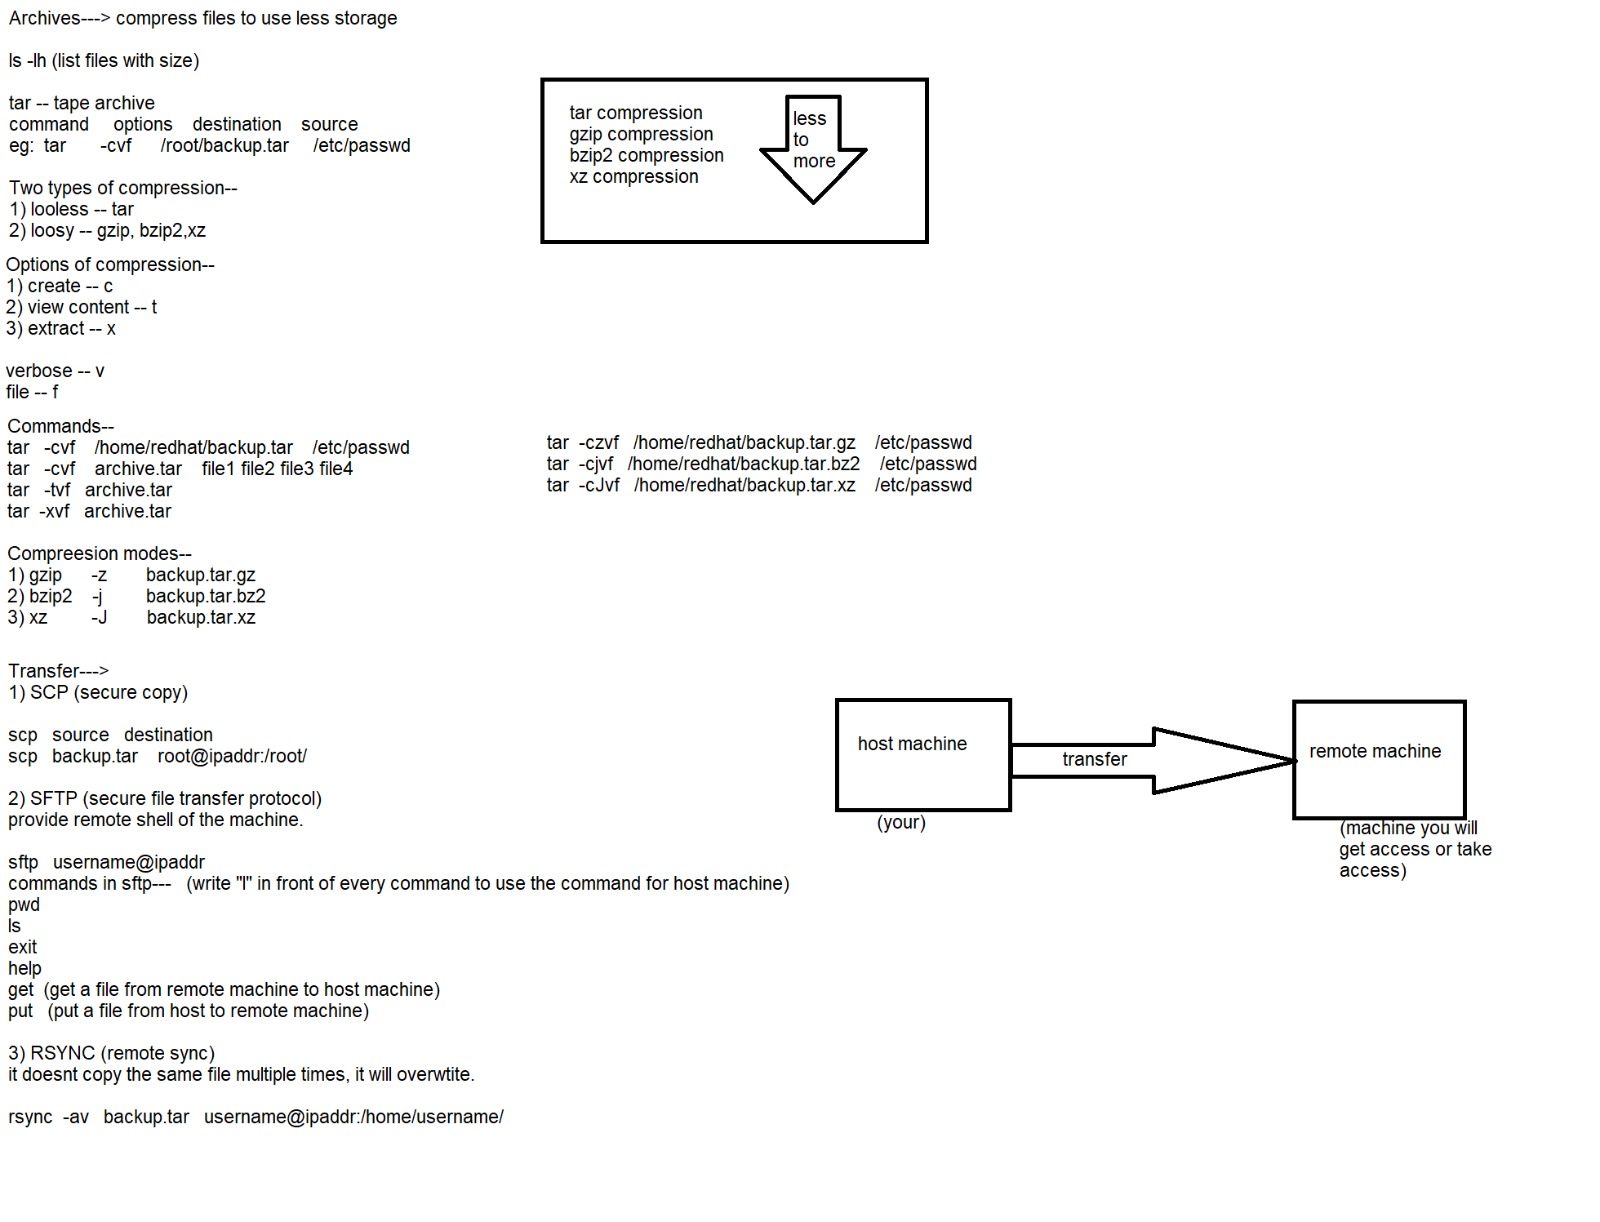 Archives---> compress files to use less storage
ls -lh (list files with size)
tar -- tape archive
command options destination source
eg: tar -cvf /root/backup.tar /etc/passwd
Two types of compression--
1) looless -- tar
2) loosy -- gzip, bzip2,xz
tar compression
gzip compression
bzip2 compression
xz compression
less
to
more
Options of compression--
1) create -- c
2) view content -- t
3) extract -- x
verbose -- v
file -- f
Commands--
tar -cvf /home/redhat/backup.tar /etc/passwd
tar -cvf archive.tar file1 file2 file3 file4
tar -tvf archive.tar
tar -xvf archive.tar
tar -czvf /home/redhat/backup.tar.gz /etc/passwd
tar -cjvf /home/redhat/backup.tar.bz2 /etc/passwd
tar -cJvf /home/redhat/backup.tar.xz /etc/passwd
Compreesion modes--
1) gzip -z backup.tar.gz
2) bzip2 -j backup.tar.bz2
3) xz -J backup.tar.xz
Transfer--->
1) SCP (secure copy)
scp source destination
scp backup.tar root@ipaddr:/root/
2) SFTP (secure file transfer protocol)
provide remote shell of the machine.
sftp username@ipaddr
commands in sftp--- (write "l" in front of every command to use the command for host machine)
pwd
ls
exit
help
get (get a file from remote machine to host machine)
put (put a file from host to remote machine)
host machine
(your)
transfer
remote machine
(machine you will
get access or take
access)
3) RSYNC (remote sync)
it doesnt copy the same file multiple times, it will overwtite.
rsync -av backup.tar username@ipaddr:/home/username/